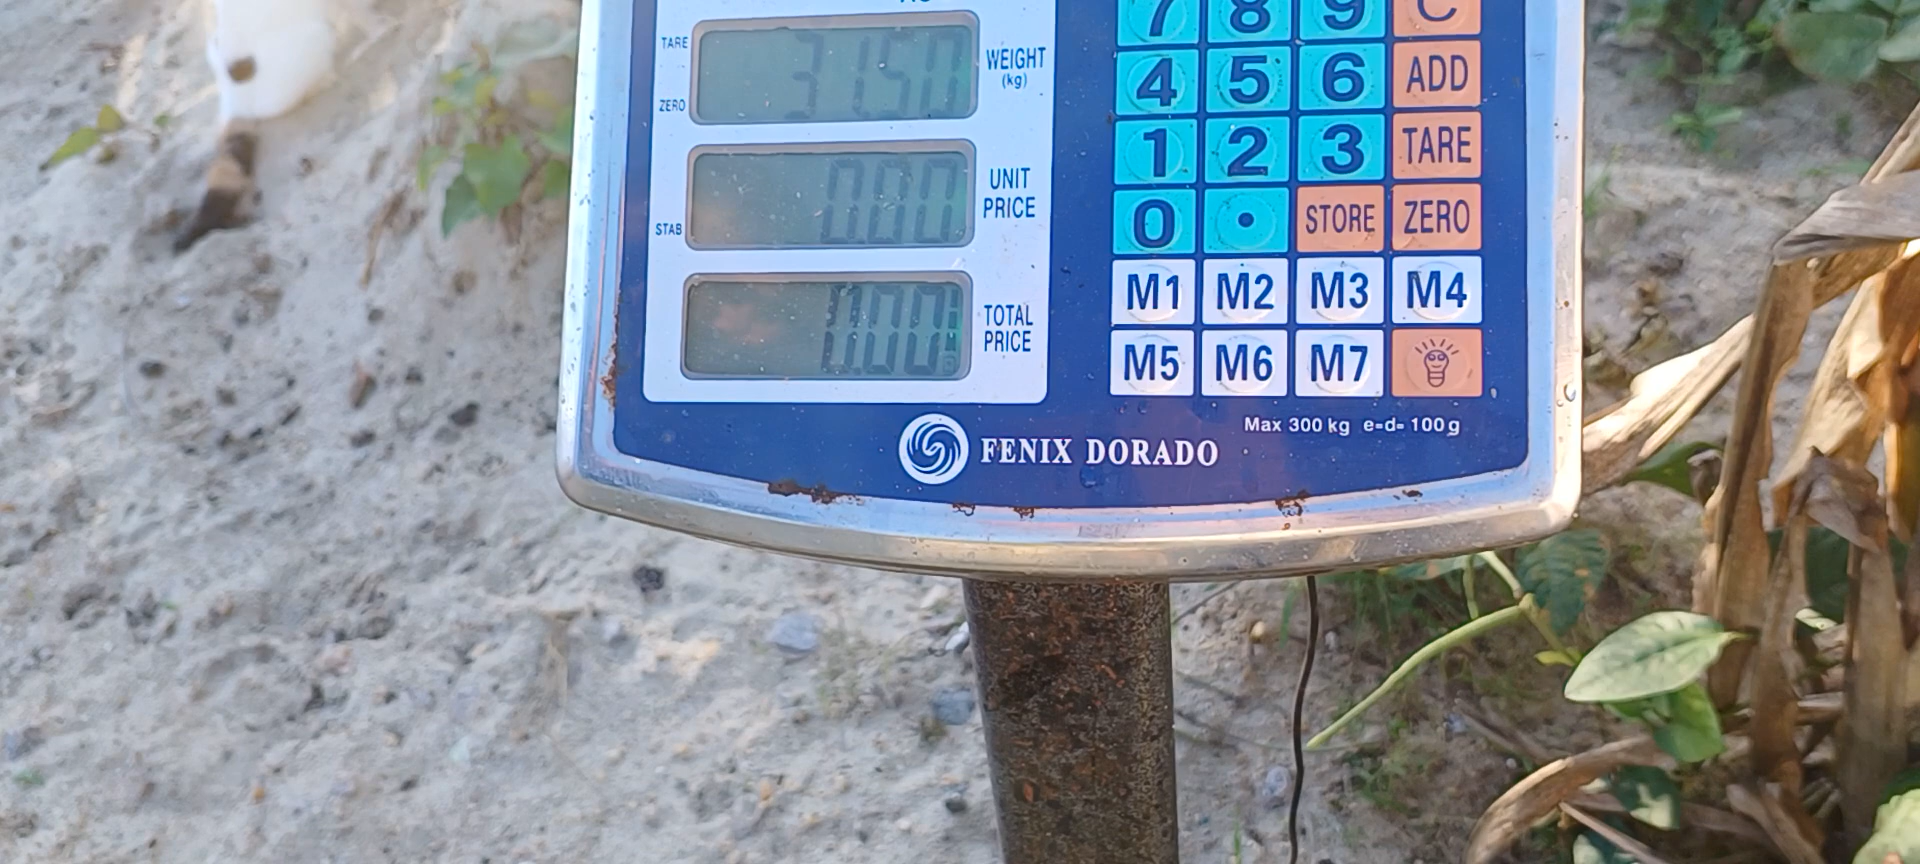 TARE
ZERO
31.50
WEIGHT
(kg)
STAB
0.00
UNIT
PRICE
0.00
TOTAL
PRICE
7 8 9 C
4 5 6 ADD
1 2 3 TARE
0 . STORE ZERO
M1 M2 M3 M4
M5 M6 M7
Max 300 kg e=d= 100g
FENIX DORADO